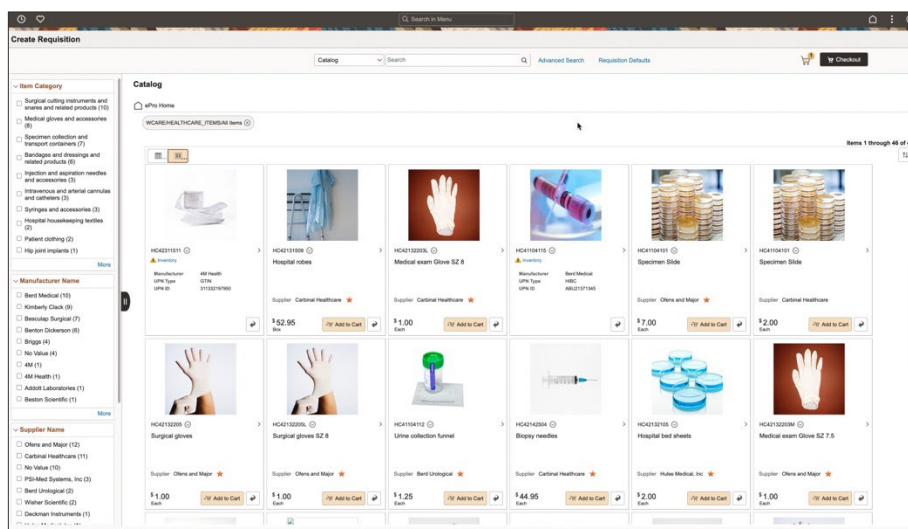 Search in Menu
Create Requisition
Catalog
Search
Advanced Search
Requisition Defaults
Checkout
Item Category
Surgical cutting instruments and
snares and related products (10)
Medical gloves and accessories
(8)
Specimen collection and
transport containers (7)
Bandages and dressings and
related products (6)
Injection and aspiration needles
and accessories (3)
Intravenous and arterial cannulas
and catheters (3)
Syringes and accessories (3)
Hospital housekeeping textiles
(2)
Patient clothing (2)
Hip joint implants (1)
More
Manufacturer Name
Berd Medical (10)
Kimberly Clack (9)
Besculap Surgical (7)
Benton Dickerson (6)
Briggs (4)
No Value (4)
4M (1)
4M Health (1)
Addott Laboratories (1)
Beston Scientific (1)
More
Supplier Name
Ofens and Major (12)
Carbinal Healthcare (11)
No Value (10)
PSI-Med Systems, Inc (3)
Berd Urological (2)
Wisher Scientific (2)
Deckman Instruments (1)
Catalog
ePro Home
WCARE/HEALTHCARE_ITEMS/All Items
Items 1 through 46 of
HC42311511
Inventory
Manufacturer 4M Health
UPN Type GTIN
UPN ID 311332197950
HC42131509
Hospital robes
Supplier Carbinal Healthcare
$52.95
Box
Add to Cart
HC42132203L
Medical exam Glove SZ 8
Supplier Carbinal Healthcare
$1.00
Each
Add to Cart
HC41104115
Inventory
Manufacturer Berd Medical
UPN Type HIBC
UPN ID ABU21571345
HC41104101
Specimen Slide
Supplier Ofens and Major
$7.00
Each
Add to Cart
HC41104101
Specimen Slide
Supplier Carbinal Healthcare
$2.00
Each
Add to Cart
HC42132205
Surgical gloves
Supplier Ofens and Major
$1.00
Each
Add to Cart
HC42132205L
Surgical gloves SZ 8
Supplier Ofens and Major
$1.00
Each
Add to Cart
HC41104112
Urine collection funnel
Supplier Berd Urological
$1.25
Each
Add to Cart
HC42142504
Biopsy needles
Supplier Carbinal Healthcare
$44.95
Each
Add to Cart
HC42132105
Hospital bed sheets
Supplier Hules Medical, Inc
$2.00
Each
Add to Cart
HC42132203M
Medical exam Glove SZ 7.5
Supplier Ofens and Major
$1.00
Each
Add to Cart